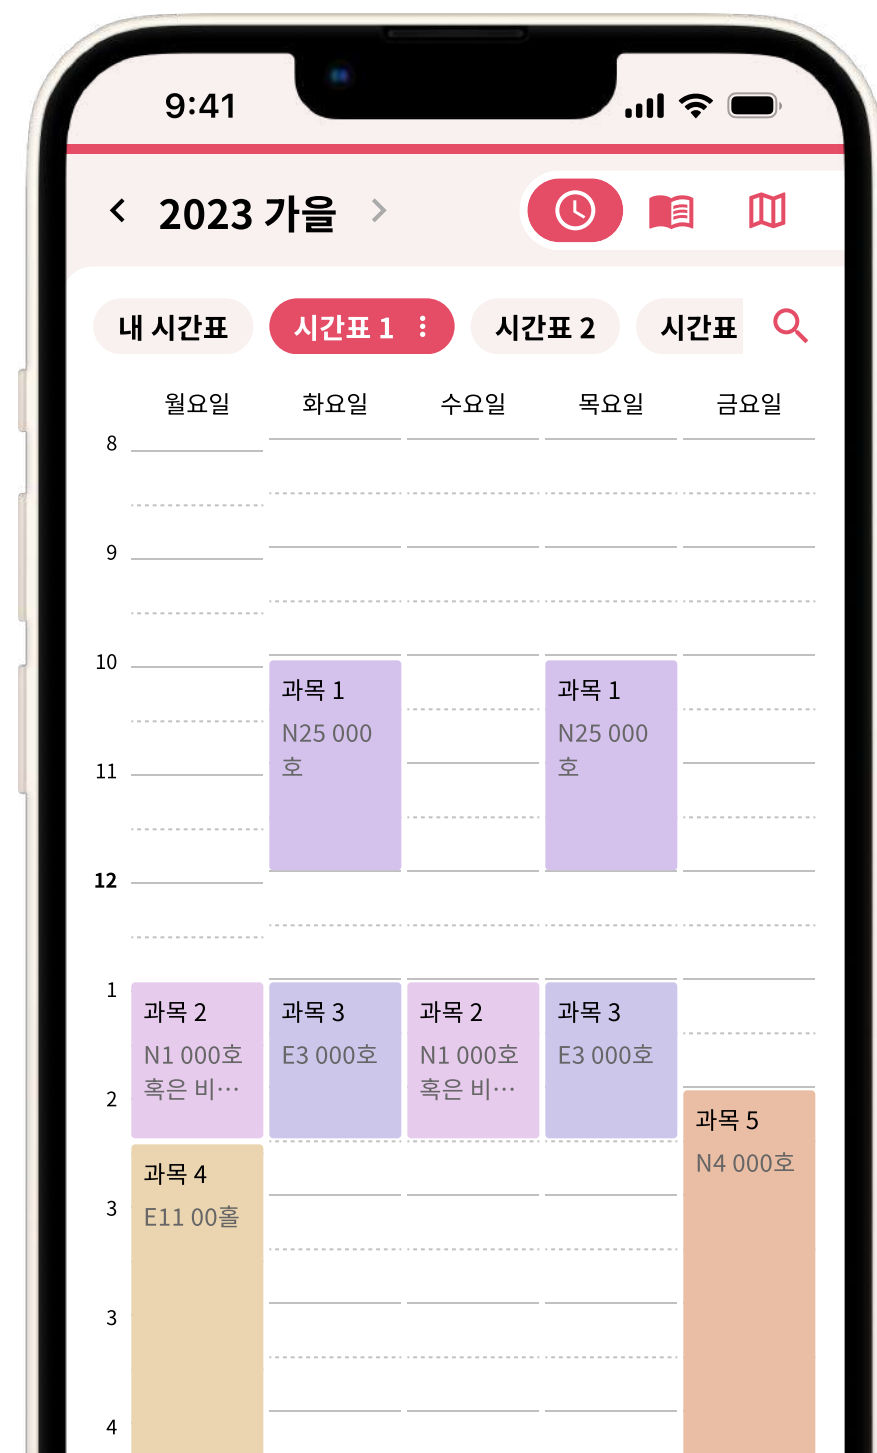 9:41
2023 가을
내 시간표
시간표 1
시간표 2
시간표
월요일
화요일
수요일
목요일
금요일
8
9
10
과목 1
N25 000
호
과목 1
N25 000
호
11
12
1
과목 2
N1 000호
혹은 비…
과목 3
E3 000호
과목 2
N1 000호
혹은 비…
과목 3
E3 000호
2
과목 5
N4 000호
과목 4
E11 00홀
3
3
4